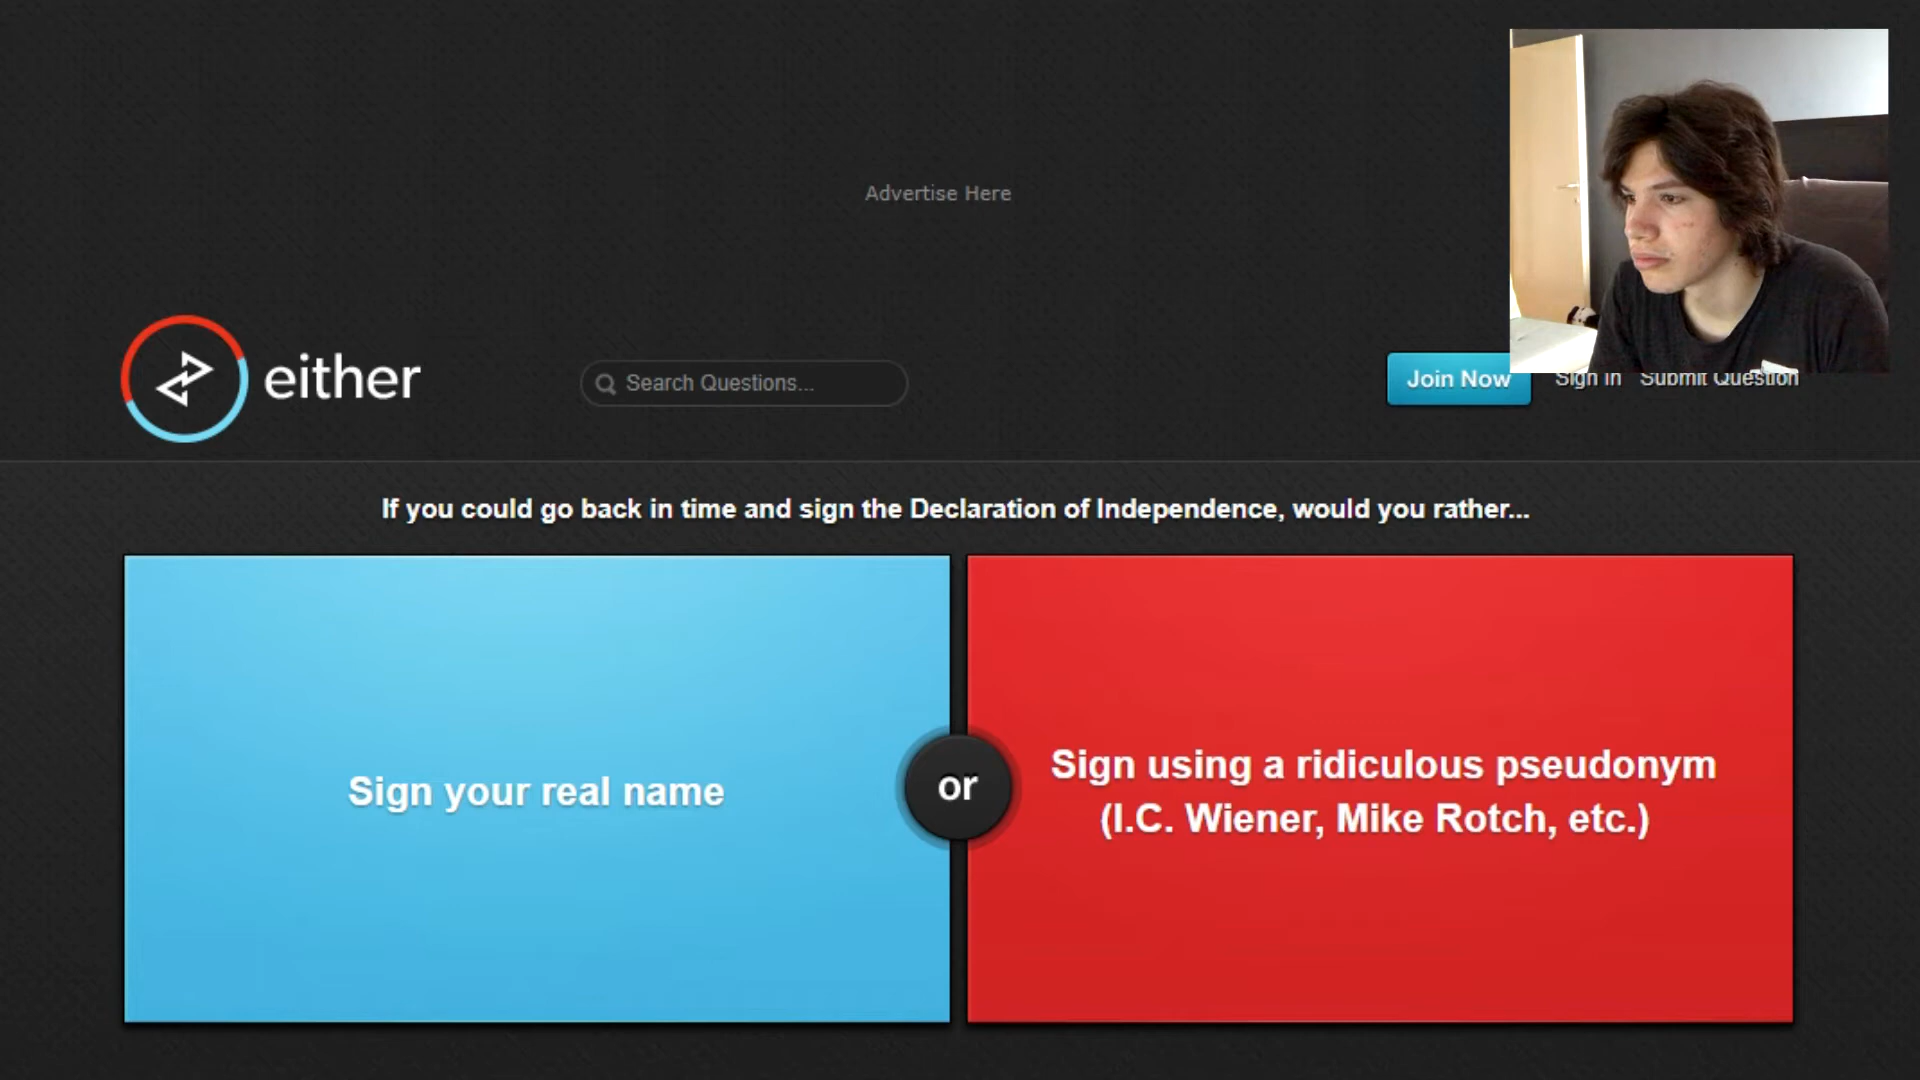 Advertise Here
either
Search Questions...
Join Now
Sign In
Submit Question
If you could go back in time and sign the Declaration of Independence, would you rather...
Sign your real name
or
Sign using a ridiculous pseudonym
(I.C. Wiener, Mike Rotch, etc.)